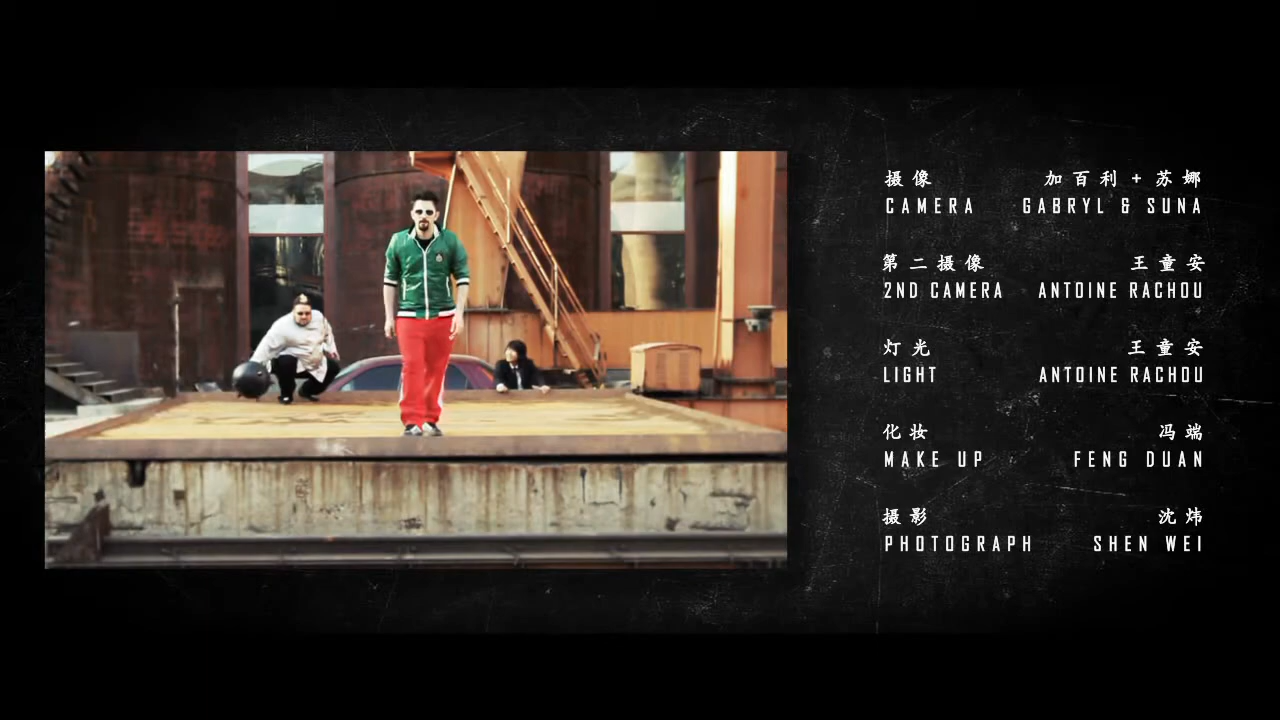 摄像 加百利 + 苏娜
CAMERA GABRYL & SUNA
第二摄像 王童安
2ND CAMERA ANTOINE RACHOU
灯光 王童安
LIGHT ANTOINE RACHOU
化妆 冯端
MAKE UP FENG DUAN
摄影 沈炜
PHOTOGRAPH SHEN WEI